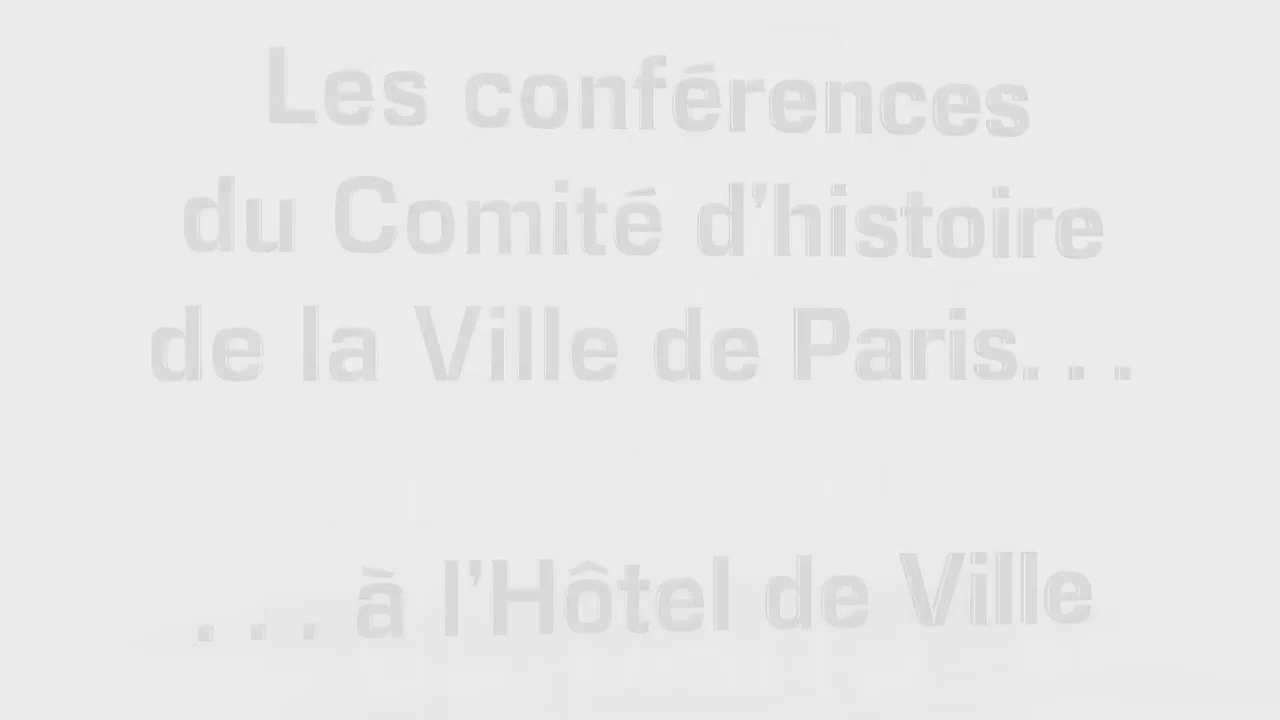 Les conférences
du Comité d'histoire
de la Ville de Paris. . .
. . . à l'Hôtel de Ville